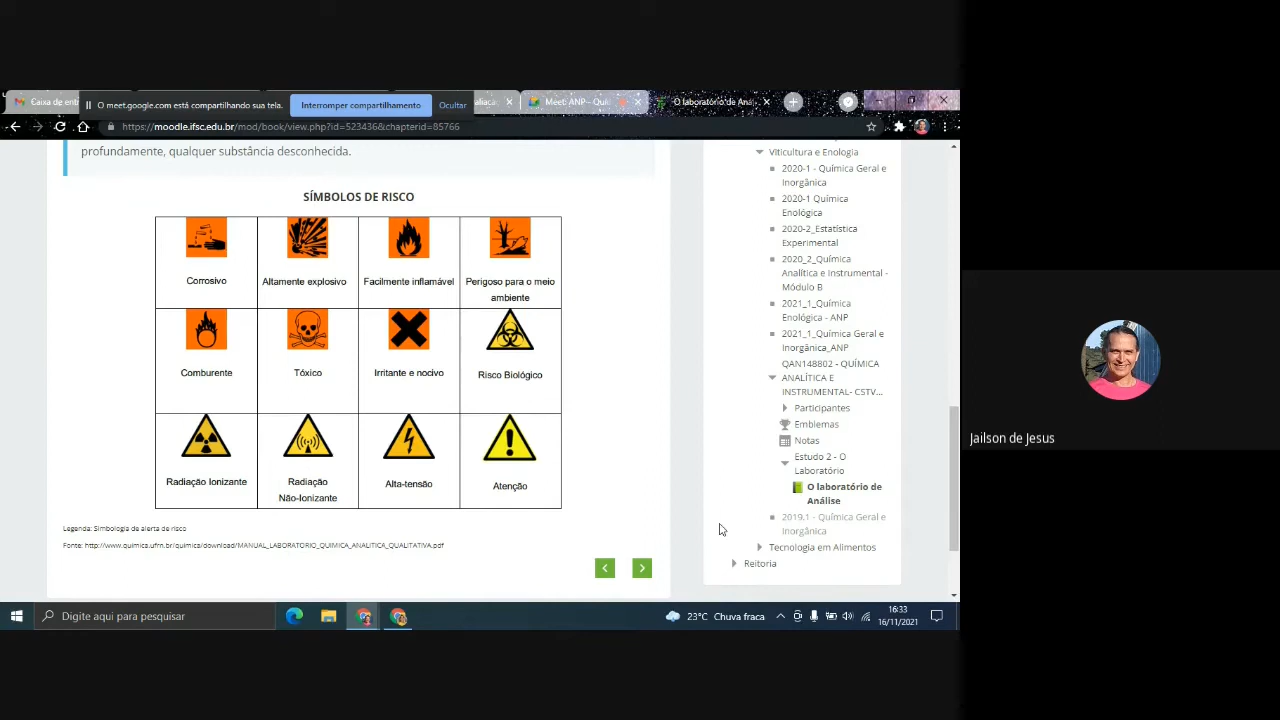 Caixa de ent
O meet.google.com está compartilhando sua tela.
Interromper compartilhamento
Ocultar
Meet: ANP - Quí
O laboratório de Aná
https://moodle.ifsc.edu.br/mod/book/view.php?id=523436&chapterid=85766
profundamente, qualquer substância desconhecida.
SÍMBOLOS DE RISCO
Corrosivo
Altamente explosivo
Facilmente inflamável
Perigoso para o meio
ambiente
Comburente
Tóxico
Irritante e nocivo
Risco Biológico
Radiação Ionizante
Radiação
Não-Ionizante
Alta-tensão
Atenção
Legenda: Simbologia de alerta de risco
Fonte: http://www.quimica.ufrn.br/quimica/download/MANUAL_LABORATORIO_QUIMICA_ANALITICA_QUALITATIVA.pdf
Viticultura e Enologia
2020-1 - Química Geral e
Inorgânica
2020-1 Química
Enológica
2020-2_Estatística
Experimental
2020_2_Química
Analítica e Instrumental -
Módulo B
2021_1_Química
Enológica - ANP
2021_1_Química Geral e
Inorgânica_ANP
QAN148802 - QUÍMICA
ANALÍTICA E
INSTRUMENTAL- CSTV...
Participantes
Emblemas
Notas
Estudo 2 - O
Laboratório
O laboratório de
Análise
2019.1 - Química Geral e
Inorgânica
Tecnologia em Alimentos
Reitoria
Jailson de Jesus
Digite aqui para pesquisar
23°C Chuva fraca
16:33
16/11/2021